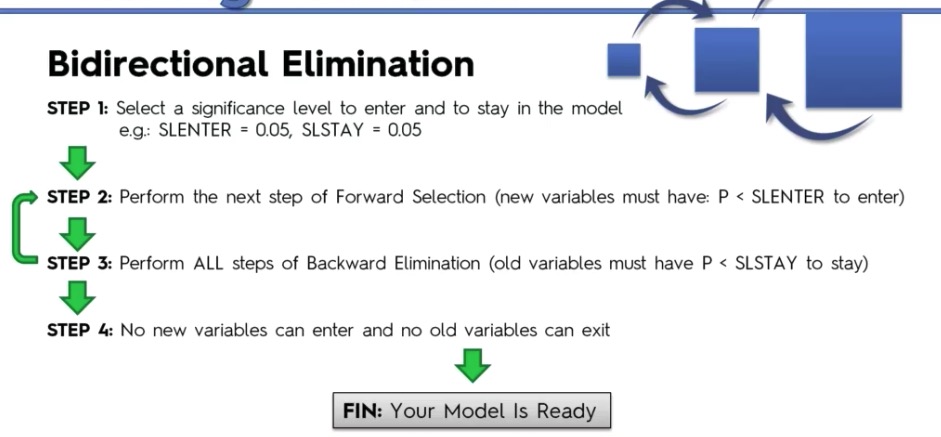 Bidirectional Elimination
STEP 1: Select a significance level to enter and to stay in the model
e.g.: SLENTER = 0.05, SLSTAY = 0.05
STEP 2: Perform the next step of Forward Selection (new variables must have: P < SLENTER to enter)
STEP 3: Perform ALL steps of Backward Elimination (old variables must have P < SLSTAY to stay)
STEP 4: No new variables can enter and no old variables can exit
FIN: Your Model Is Ready